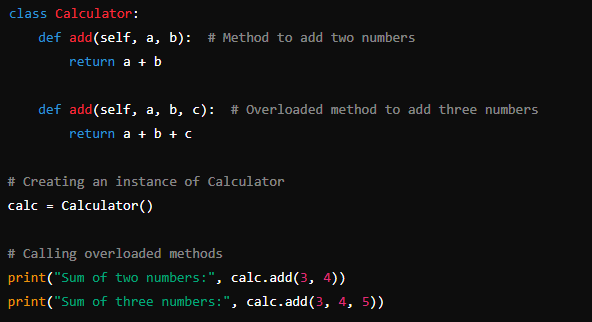 class Calculator:
    def add(self, a, b):  # Method to add two numbers
        return a + b

    def add(self, a, b, c):  # Overloaded method to add three numbers
        return a + b + c

# Creating an instance of Calculator
calc = Calculator()

# Calling overloaded methods
print("Sum of two numbers:", calc.add(3, 4))
print("Sum of three numbers:", calc.add(3, 4, 5))